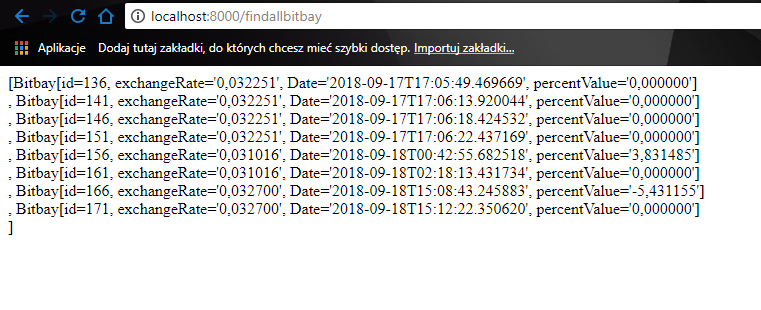 localhost:8000/findallbitbay
Aplikacje Dodaj tutaj zakładki, do których chcesz mieć szybki dostęp. Importuj zakładki...
[Bitbay[id=136, exchangeRate='0,032251', Date='2018-09-17T17:05:49.469669', percentValue='0,000000']
, Bitbay[id=141, exchangeRate='0,032251', Date='2018-09-17T17:06:13.920044', percentValue='0,000000']
, Bitbay[id=146, exchangeRate='0,032251', Date='2018-09-17T17:06:18.424532', percentValue='0,000000']
, Bitbay[id=151, exchangeRate='0,032251', Date='2018-09-17T17:06:22.437169', percentValue='0,000000']
, Bitbay[id=156, exchangeRate='0,031016', Date='2018-09-18T00:42:55.682518', percentValue='3,831485']
, Bitbay[id=161, exchangeRate='0,031016', Date='2018-09-18T02:18:13.431734', percentValue='0,000000']
, Bitbay[id=166, exchangeRate='0,032700', Date='2018-09-18T15:08:43.245883', percentValue='-5,431155']
, Bitbay[id=171, exchangeRate='0,032700', Date='2018-09-18T15:12:22.350620', percentValue='0,000000']
]